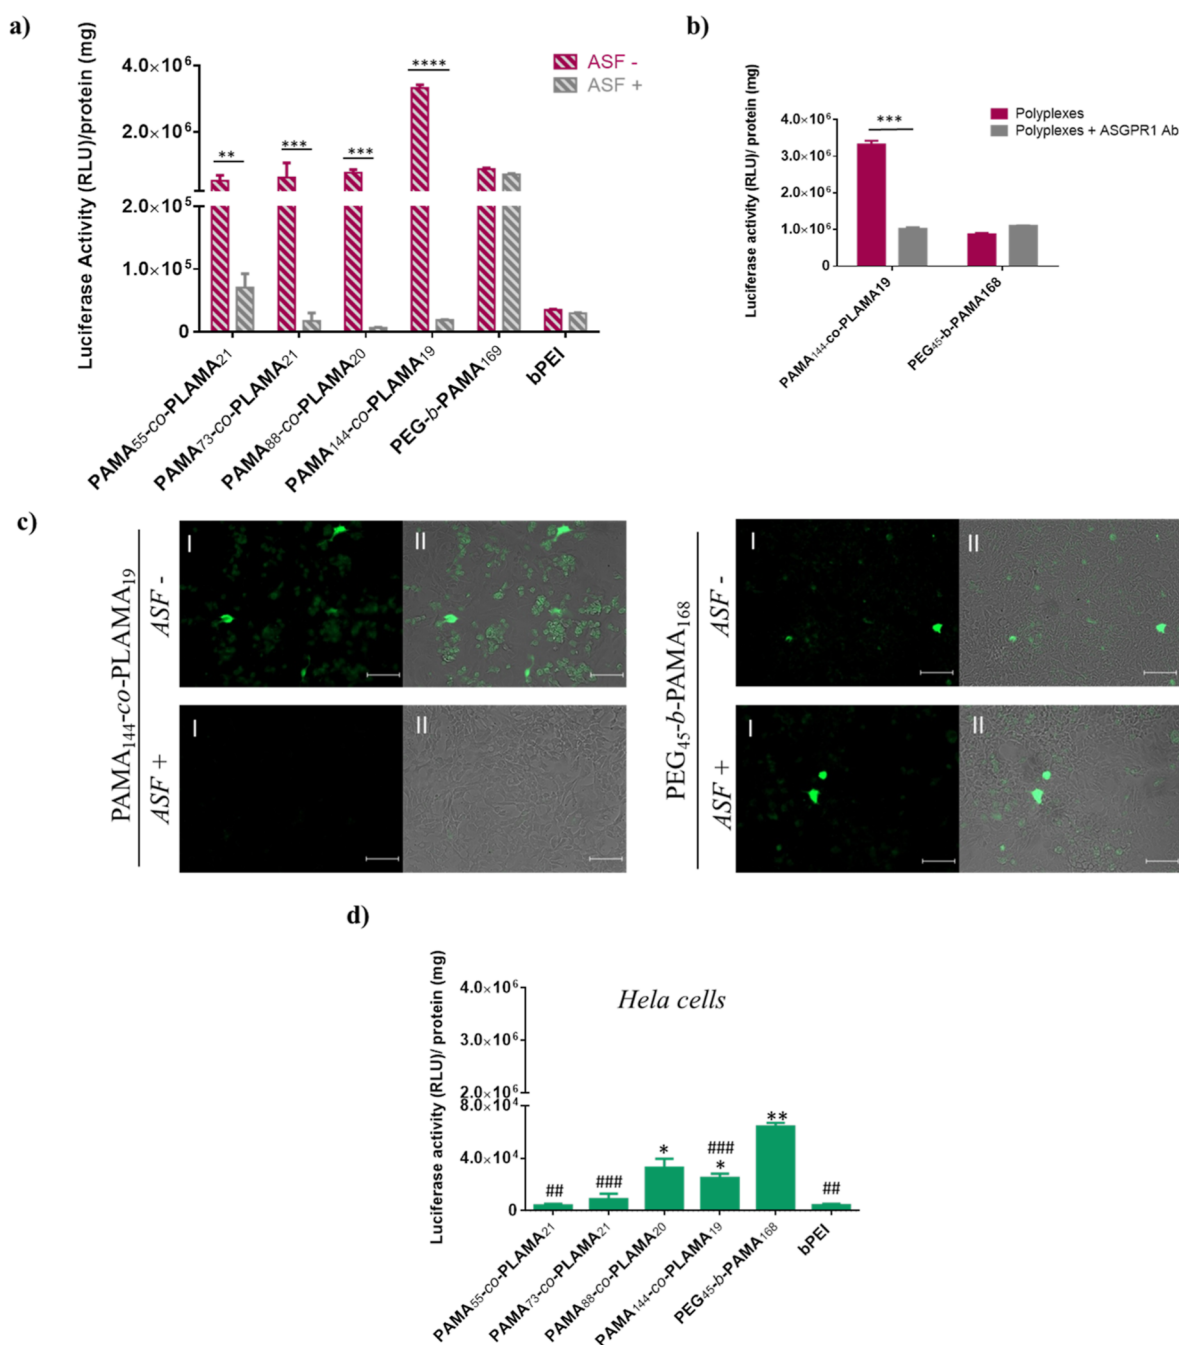 a)
Luciferase Activity (RLU)/protein (mg)
4.0×10⁶
2.0×10⁶
2.0×10⁵
1.0×10⁵
0
**
***
***
****
ASF -
ASF +
PAMA₅₅-co-PLAMA₂₁
PAMA₇₃-co-PLAMA₂₁
PAMA₈₈-co-PLAMA₂₀
PAMA₁₄₄-co-PLAMA₁₉
PEG-b-PAMA₁₆₉
bPEI
b)
Luciferase activity (RLU)/ protein (mg)
4.0×10⁶
3.0×10⁶
2.0×10⁶
1.0×10⁶
0
***
Polyplexes
Polyplexes + ASGPR1 Ab
PAMA₁₄₄-co-PLAMA19
PEG₄₅-b-PAMA168
c)
PAMA₁₄₄-co-PLAMA₁₉
ASF -
I
II
ASF +
I
II
PEG₄₅-b-PAMA₁₆₈
ASF -
I
II
ASF +
I
II
d)
Hela cells
Luciferase activity (RLU)/ protein (mg)
4.0×10⁶
3.0×10⁶
2.0×10⁶
8.0×10⁴
4.0×10⁴
0
##
###
*
###
*
**
##
PAMA₅₅-co-PLAMA₂₁
PAMA₇₃-co-PLAMA₂₁
PAMA₈₈-co-PLAMA₂₀
PAMA₁₄₄-co-PLAMA₁₉
PEG₄₅-b-PAMA₁₆₈
bPEI